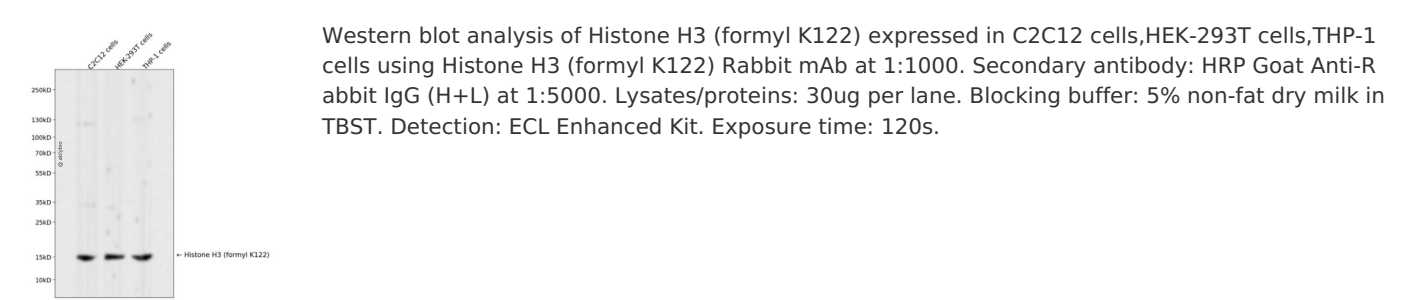 C2C12 cells
HEK-293T cells
THP-1 cells
250kD
130kD
100kD
70kD
55kD
35kD
25kD
15kD
10kD
← Histone H3 (formyl K122)
Western blot analysis of Histone H3 (formyl K122) expressed in C2C12 cells,HEK-293T cells,THP-1
cells using Histone H3 (formyl K122) Rabbit mAb at 1:1000. Secondary antibody: HRP Goat Anti-R
abbit IgG (H+L) at 1:5000. Lysates/proteins: 30ug per lane. Blocking buffer: 5% non-fat dry milk in
TBST. Detection: ECL Enhanced Kit. Exposure time: 120s.